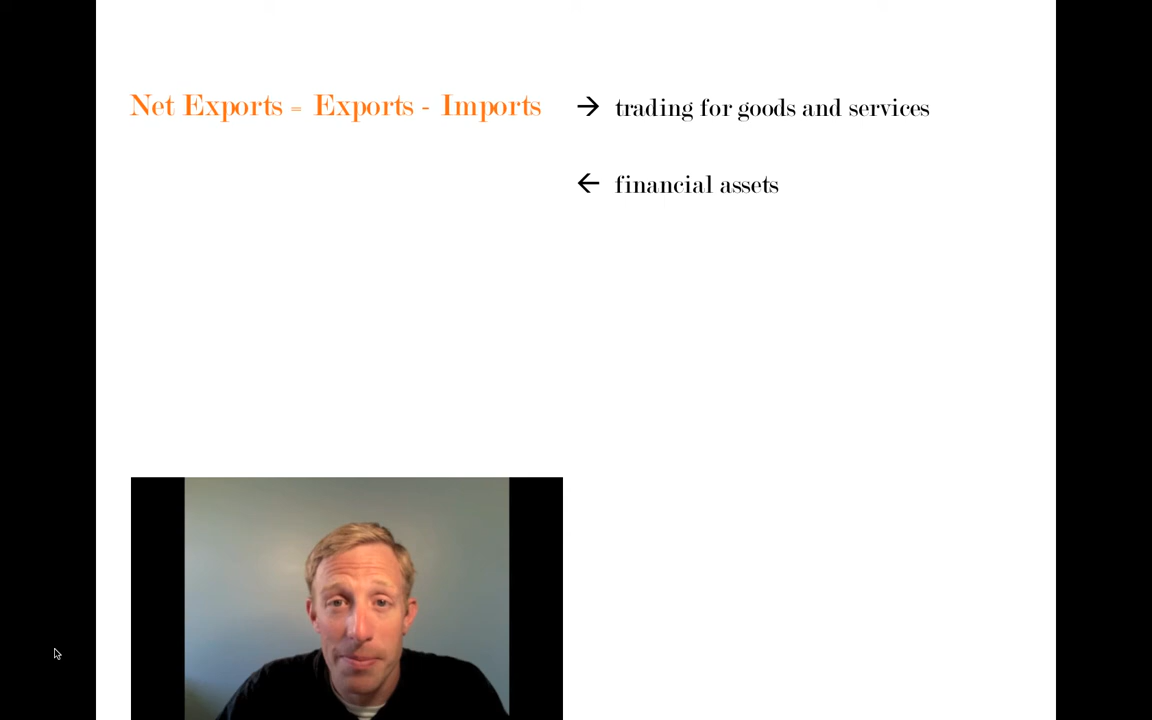 Net Exports = Exports - Imports → trading for goods and services
← financial assets